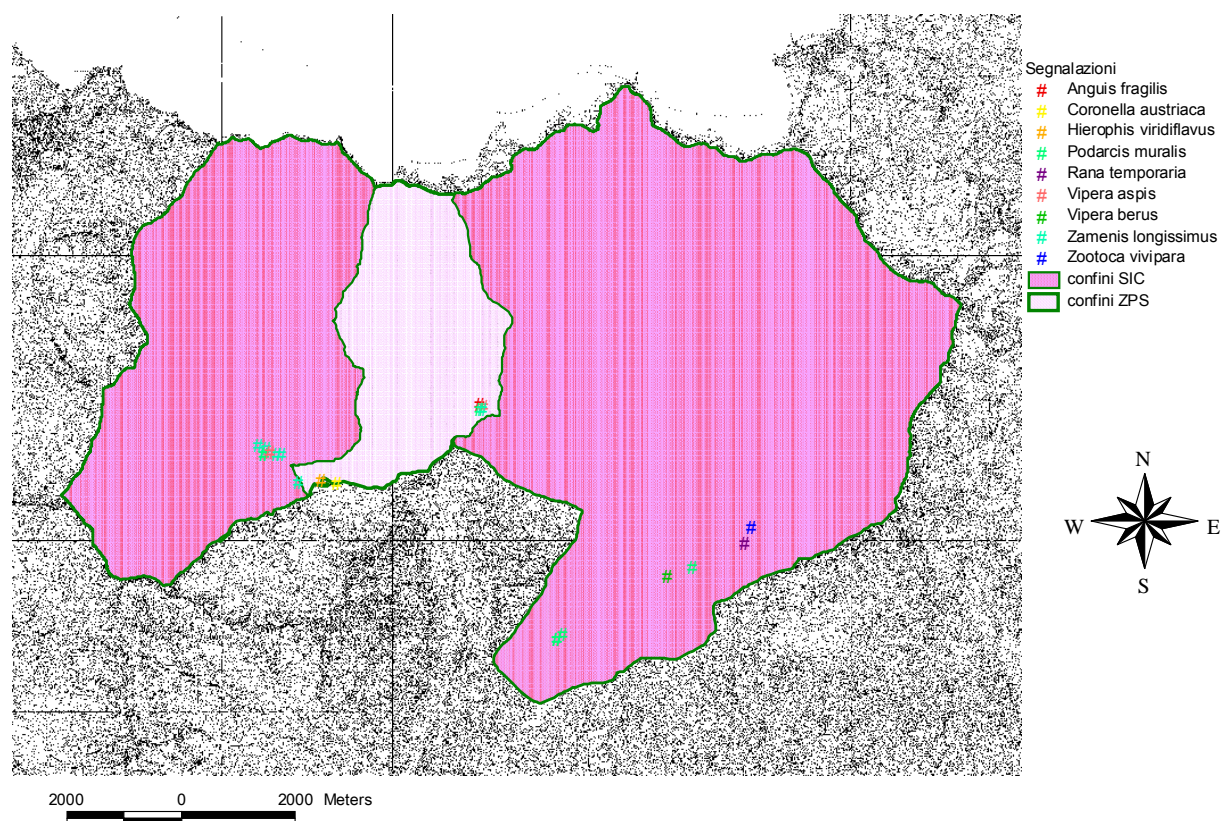 Segnalazioni
# Anguis fragilis
# Coronella austriaca
# Hierophis viridiflavus
# Podarcis muralis
# Rana temporaria
# Vipera aspis
# Vipera berus
# Zamenis longissimus
# Zootoca vivipara
confini SIC
confini ZPS
N
W E
S
2000 0 2000 Meters